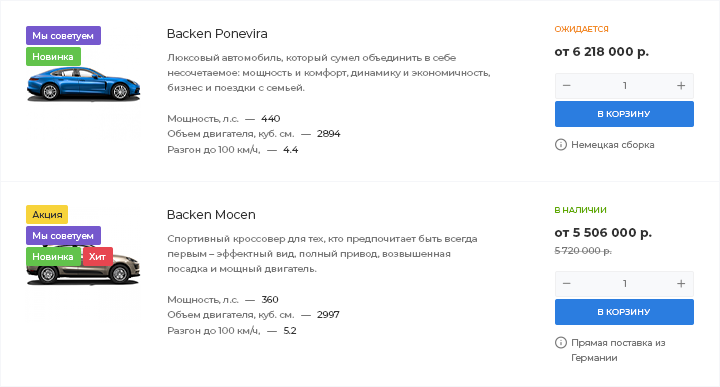 Мы советуем
Новинка
Backen Ponevira
Люксовый автомобиль, который сумел объединить в себе
несочетаемое: мощность и комфорт, динамику и экономичность,
бизнес и поездки с семьей.
Мощность, л.с. — 440
Объем двигателя, куб. см. — 2894
Разгон до 100 км/ч, — 4.4
ОЖИДАЕТСЯ
от 6 218 000 р.
− 1 +
В КОРЗИНУ
Немецкая сборка
Акция
Мы советуем
Новинка Хит
Backen Mocen
Спортивный кроссовер для тех, кто предпочитает быть всегда
первым – эффектный вид, полный привод, возвышенная
посадка и мощный двигатель.
Мощность, л.с. — 360
Объем двигателя, куб. см. — 2997
Разгон до 100 км/ч, — 5.2
В НАЛИЧИИ
от 5 506 000 р.
5 720 000 р.
− 1 +
В КОРЗИНУ
Прямая поставка из
Германии